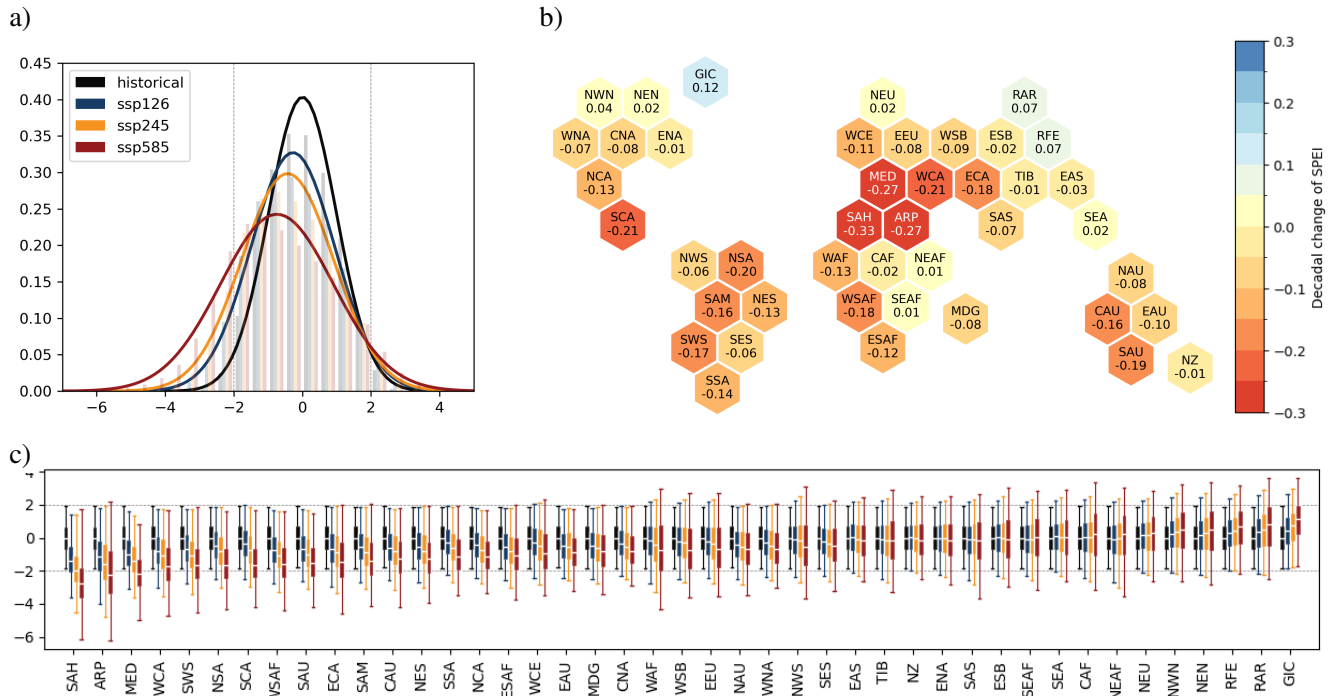 a)
0.45
0.40
0.35
0.30
0.25
0.20
0.15
0.10
0.05
0.00
historical
ssp126
ssp245
ssp585
−6
−4
−2
0
2
4
b)
GIC
0.12
NWN
0.04
NEN
0.02
WNA
-0.07
CNA
-0.08
ENA
-0.01
NCA
-0.13
SCA
-0.21
NWS
-0.06
NSA
-0.20
SAM
-0.16
NES
-0.13
SWS
-0.17
SES
-0.06
SSA
-0.14
NEU
0.02
RAR
0.07
WCE
-0.11
EEU
-0.08
WSB
-0.09
ESB
-0.02
RFE
0.07
MED
-0.27
WCA
-0.21
ECA
-0.18
TIB
-0.01
EAS
-0.03
SAH
-0.33
ARP
-0.27
SAS
-0.07
SEA
0.02
WAF
-0.13
CAF
-0.02
NEAF
0.01
WSAF
-0.18
SEAF
0.01
MDG
-0.08
ESAF
-0.12
NAU
-0.08
CAU
-0.16
EAU
-0.10
SAU
-0.19
NZ
-0.01
0.3
0.2
0.1
0.0
−0.1
−0.2
−0.3
Decadal change of SPEI
c)
4
2
0
−2
−4
−6
SAH
ARP
MED
WCA
SWS
NSA
SCA
WSAF
SAU
ECA
SAM
CAU
NES
SSA
NCA
ESAF
WCE
EAU
MDG
CNA
WAF
WSB
EEU
NAU
WNA
NWS
SES
EAS
TIB
NZ
ENA
SAS
ESB
SEAF
SEA
CAF
NEAF
NEU
NWN
NEN
RFE
RAR
GIC